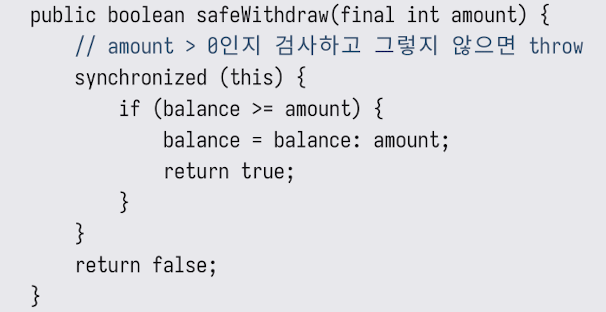 public boolean safeWithdraw(final int amount) {
    // amount > 0인지 검사하고 그렇지 않으면 throw
    synchronized (this) {
        if (balance >= amount) {
            balance = balance: amount;
            return true;
        }
    }
    return false;
}